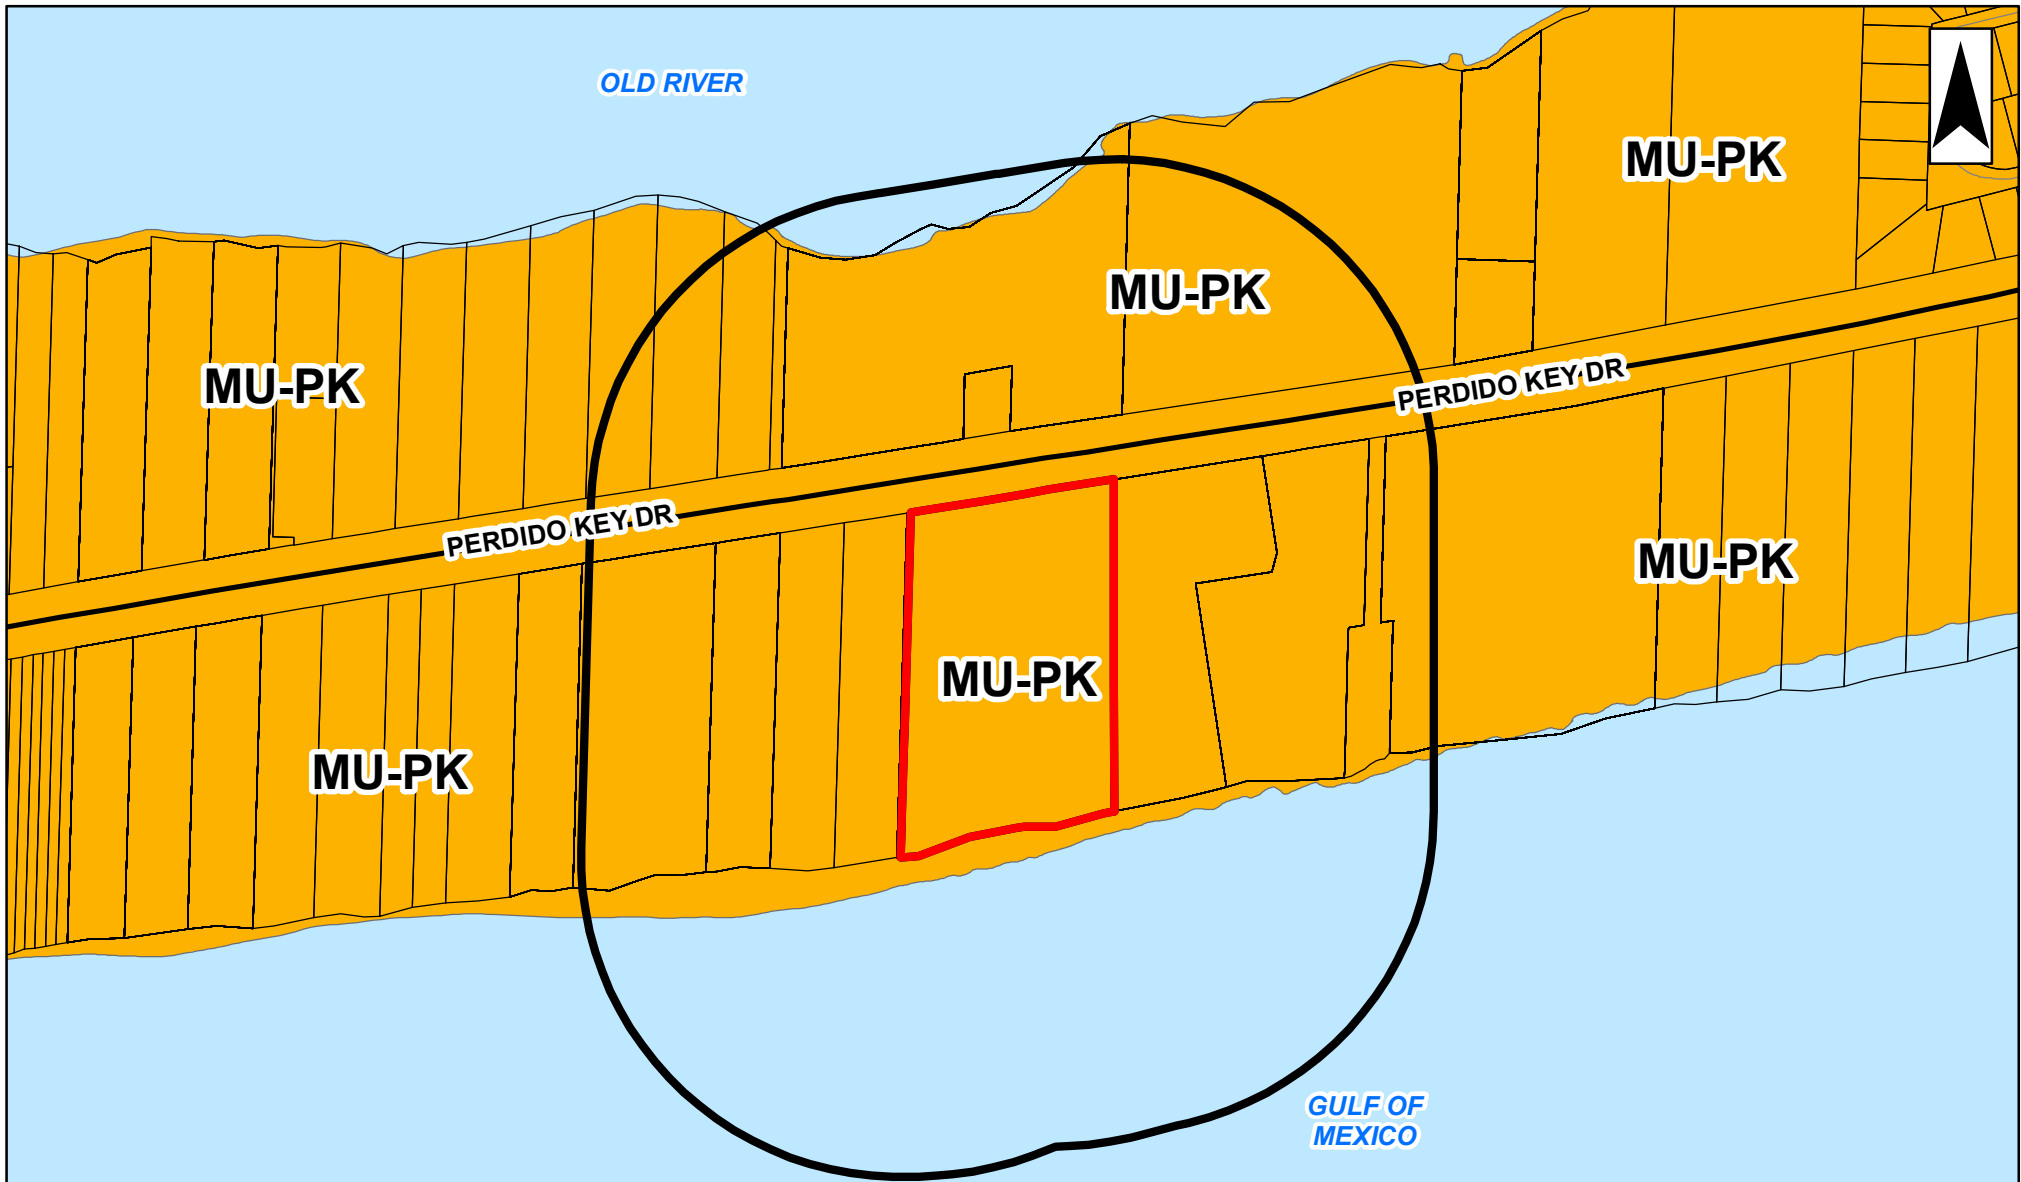 OLD RIVER
MU-PK
MU-PK
MU-PK
PERDIDO KEY DR
PERDIDO KEY DR
MU-PK
MU-PK
MU-PK
GULF OF
MEXICO